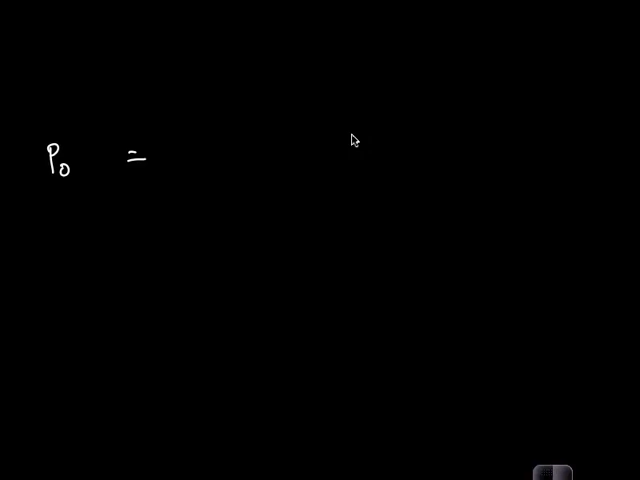 P₀ =